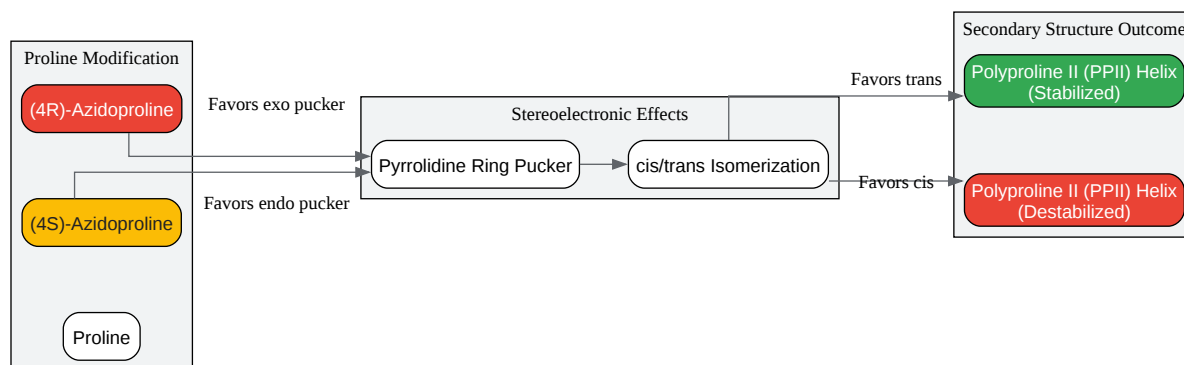 Proline Modification
(4R)-Azidoproline
(4S)-Azidoproline
Proline
Favors exo pucker
Favors endo pucker
Stereoelectronic Effects
Pyrrolidine Ring Pucker
cis/trans Isomerization
Favors trans
Favors cis
Secondary Structure Outcome
Polyproline II (PPII) Helix
(Stabilized)
Polyproline II (PPII) Helix
(Destabilized)